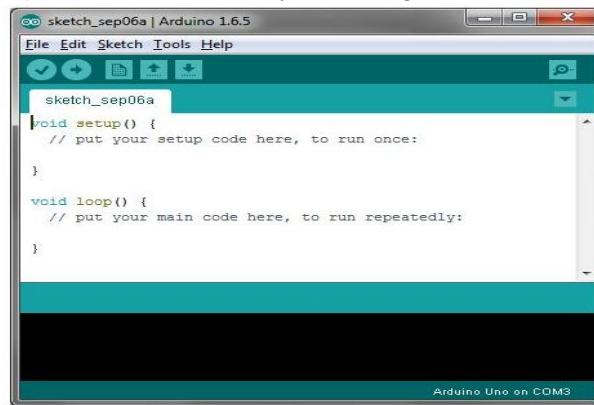 sketch_sep06a | Arduino 1.6.5
File Edit Sketch Tools Help
sketch_sep06a
void setup() {
// put your setup code here, to run once:
}
void loop() {
// put your main code here, to run repeatedly:
}
Arduino Uno on COM3